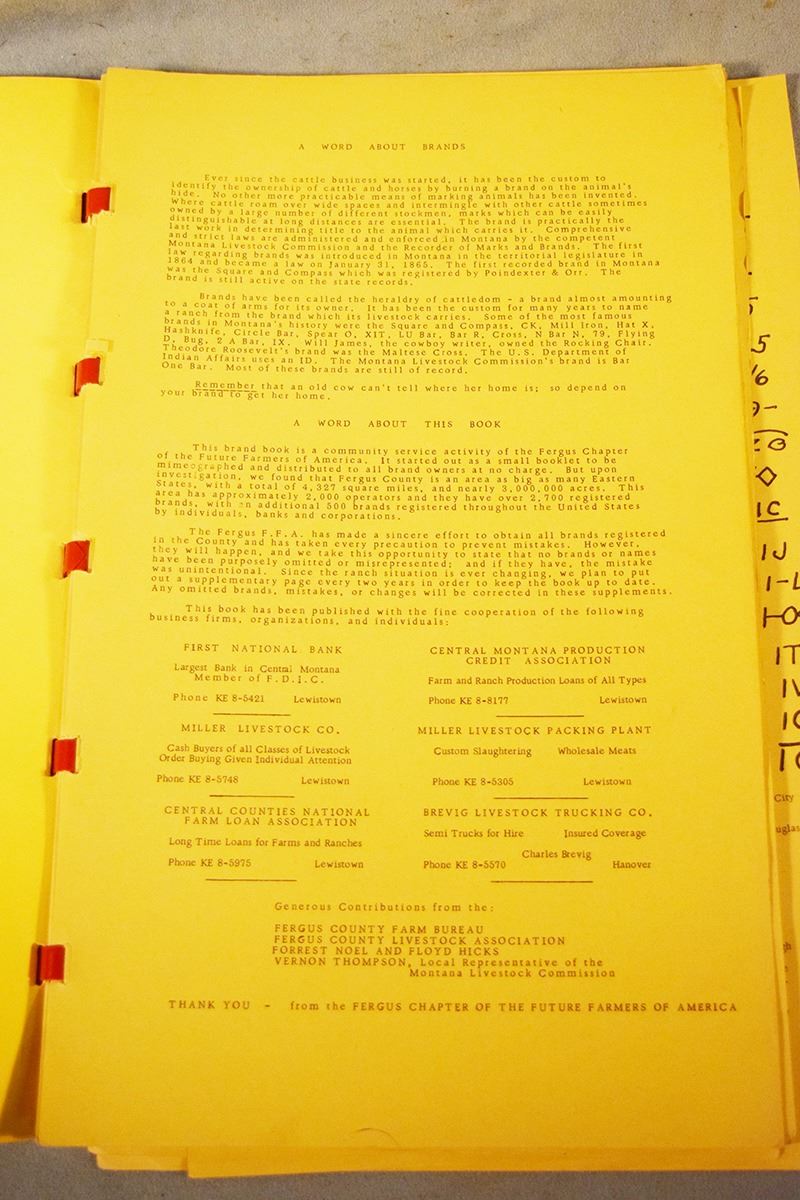 A WORD ABOUT BRANDS
Ever since the cattle business was started, it has been the custom to
identify the ownership of cattle and horses by burning a brand on the animal's
hide. No other more practicable means of marking animals has been invented.
Where cattle roam over wide spaces and intermingle with other cattle sometimes
owned by a large number of different stockmen, marks which can be easily
distinguishable at long distances are essential. The brand is practically the
last work in determining title to the animal which carries it. Comprehensive
and strict laws are administered and enforced in Montana by the competent
Montana Livestock Commission and the Recorder of Marks and Brands. The first
law regarding brands was introduced in Montana in the territorial legislature in
1864 and became a law on January 31, 1865. The first recorded brand in Montana
was the Square and Compass which was registered by Poindexter & Orr. The
brand is still active on the state records.
Brands have been called the heraldry of cattledom - a brand almost amounting
to a coat of arms for its owner. It has been the custom for many years to name
a ranch from the brand which its livestock carries. Some of the most famous
brands in Montana's history were the Square and Compass, CK, Mill Iron, Hat X,
Hashknife, Circle Bar, Spear O, XIT, LU Bar, Bar R, Cross, N Bar N, 79, Flying
D, Bug, 2 A Bar, IX. Will James, the cowboy writer, owned the Rocking Chair.
Theodore Roosevelt's brand was the Maltese Cross. The U.S. Department of
Indian Affairs uses an ID. The Montana Livestock Commission's brand is Bar
One Bar. Most of these brands are still of record.
Remember that an old cow can't tell where her home is; so depend on
your brand to get her home.
A WORD ABOUT THIS BOOK
This brand book is a community service activity of the Fergus Chapter
of the Future Farmers of America. It started out as a small booklet to be
mimeographed and distributed to all brand owners at no charge. But upon
investigation, we found that Fergus County is an area as big as many Eastern
States, with a total of 4,327 square miles, and nearly 3,000,000 acres. This
area has approximately 2,000 operators and they have over 2,700 registered
brands, with an additional 500 brands registered throughout the United States
by individuals, banks and corporations.
The Fergus F.F.A. has made a sincere effort to obtain all brands registered
in the County and has taken every precaution to prevent mistakes. However,
they will happen, and we take this opportunity to state that no brands or names
have been purposely omitted or misrepresented; and if they have, the mistake
was unintentional. Since the ranch situation is ever changing, we plan to put
out a supplementary page every two years in order to keep the book up to date.
Any omitted brands, mistakes, or changes will be corrected in these supplements.
This book has been published with the fine cooperation of the following
business firms, organizations, and individuals:
FIRST NATIONAL BANK
Largest Bank in Central Montana
Member of F.D.I.C.
Phone KE 8-5421 Lewistown
CENTRAL MONTANA PRODUCTION
CREDIT ASSOCIATION
Farm and Ranch Production Loans of All Types
Phone KE 8-8177 Lewistown
MILLER LIVESTOCK CO.
Cash Buyers of all Classes of Livestock
Order Buying Given Individual Attention
Phone KE 8-5748 Lewistown
MILLER LIVESTOCK PACKING PLANT
Custom Slaughtering Wholesale Meats
Phone KE 8-5305 Lewistown
CENTRAL COUNTIES NATIONAL
FARM LOAN ASSOCIATION
Long Time Loans for Farms and Ranches
Phone KE 8-5975 Lewistown
BREVIG LIVESTOCK TRUCKING CO.
Semi Trucks for Hire Insured Coverage
Charles Brevig
Phone KE 8-5570 Hanover
Generous Contributions from the:
FERGUS COUNTY FARM BUREAU
FERGUS COUNTY LIVESTOCK ASSOCIATION
FORREST NOEL AND FLOYD HICKS
VERNON THOMPSON, Local Representative of the
Montana Livestock Commission
THANK YOU - from the FERGUS CHAPTER OF THE FUTURE FARMERS OF AMERICA
City